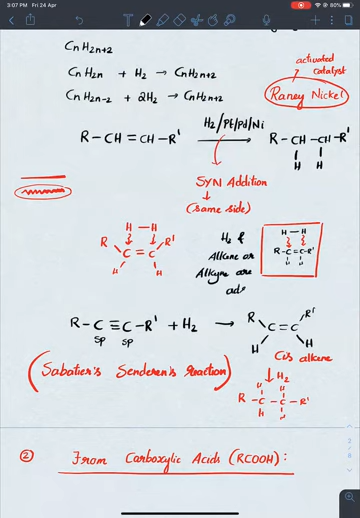 3:07 PM Fri 24 Apr
80%
CnH2n+2
activated
catalyst
CnH2n + H2 → CnH2n+2
CnH2n-2 + 2H2 → CnH2n+2
Raney Nickel
H2/Pt/Pd/Ni
R-CH=CH-R' → R-CH-CH-R'
H H
SYN Addition
↓
(same side)
H-H
R R'
C=C
H H
H2 &
Alkene or
Alkyne are
ads
H-H
R-C=C-R'
H H
R-C≡C-R' + H2 →
sp sp
R R'
C=C
H H
Cis alkene
(Sabatier's Senderen's Reaction)
↓ H2
H H
R-C-C-R'
H H
② From Carboxylic Acids (RCOOH):
3
/
8